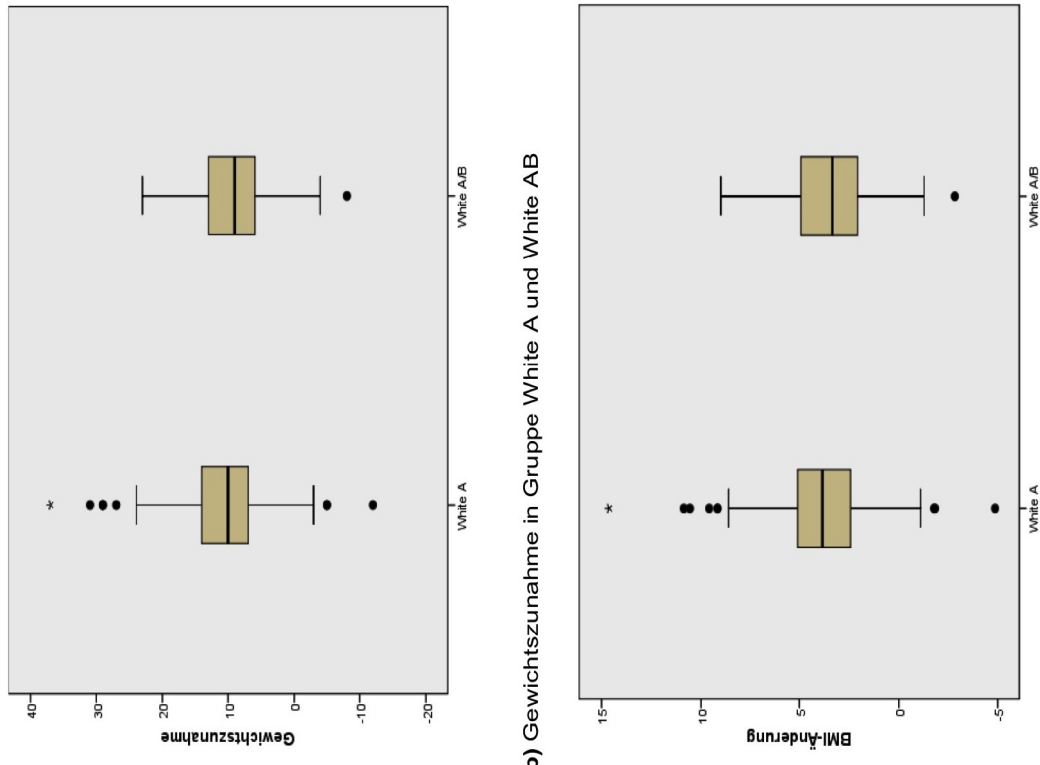 Gewichtszunahme
40
30
20
10
0
-10
-20
White A
White A/B
b) Gewichtszunahme in Gruppe White A und White AB
BMI-Änderung
15
10
5
0
-5
White A
White A/B